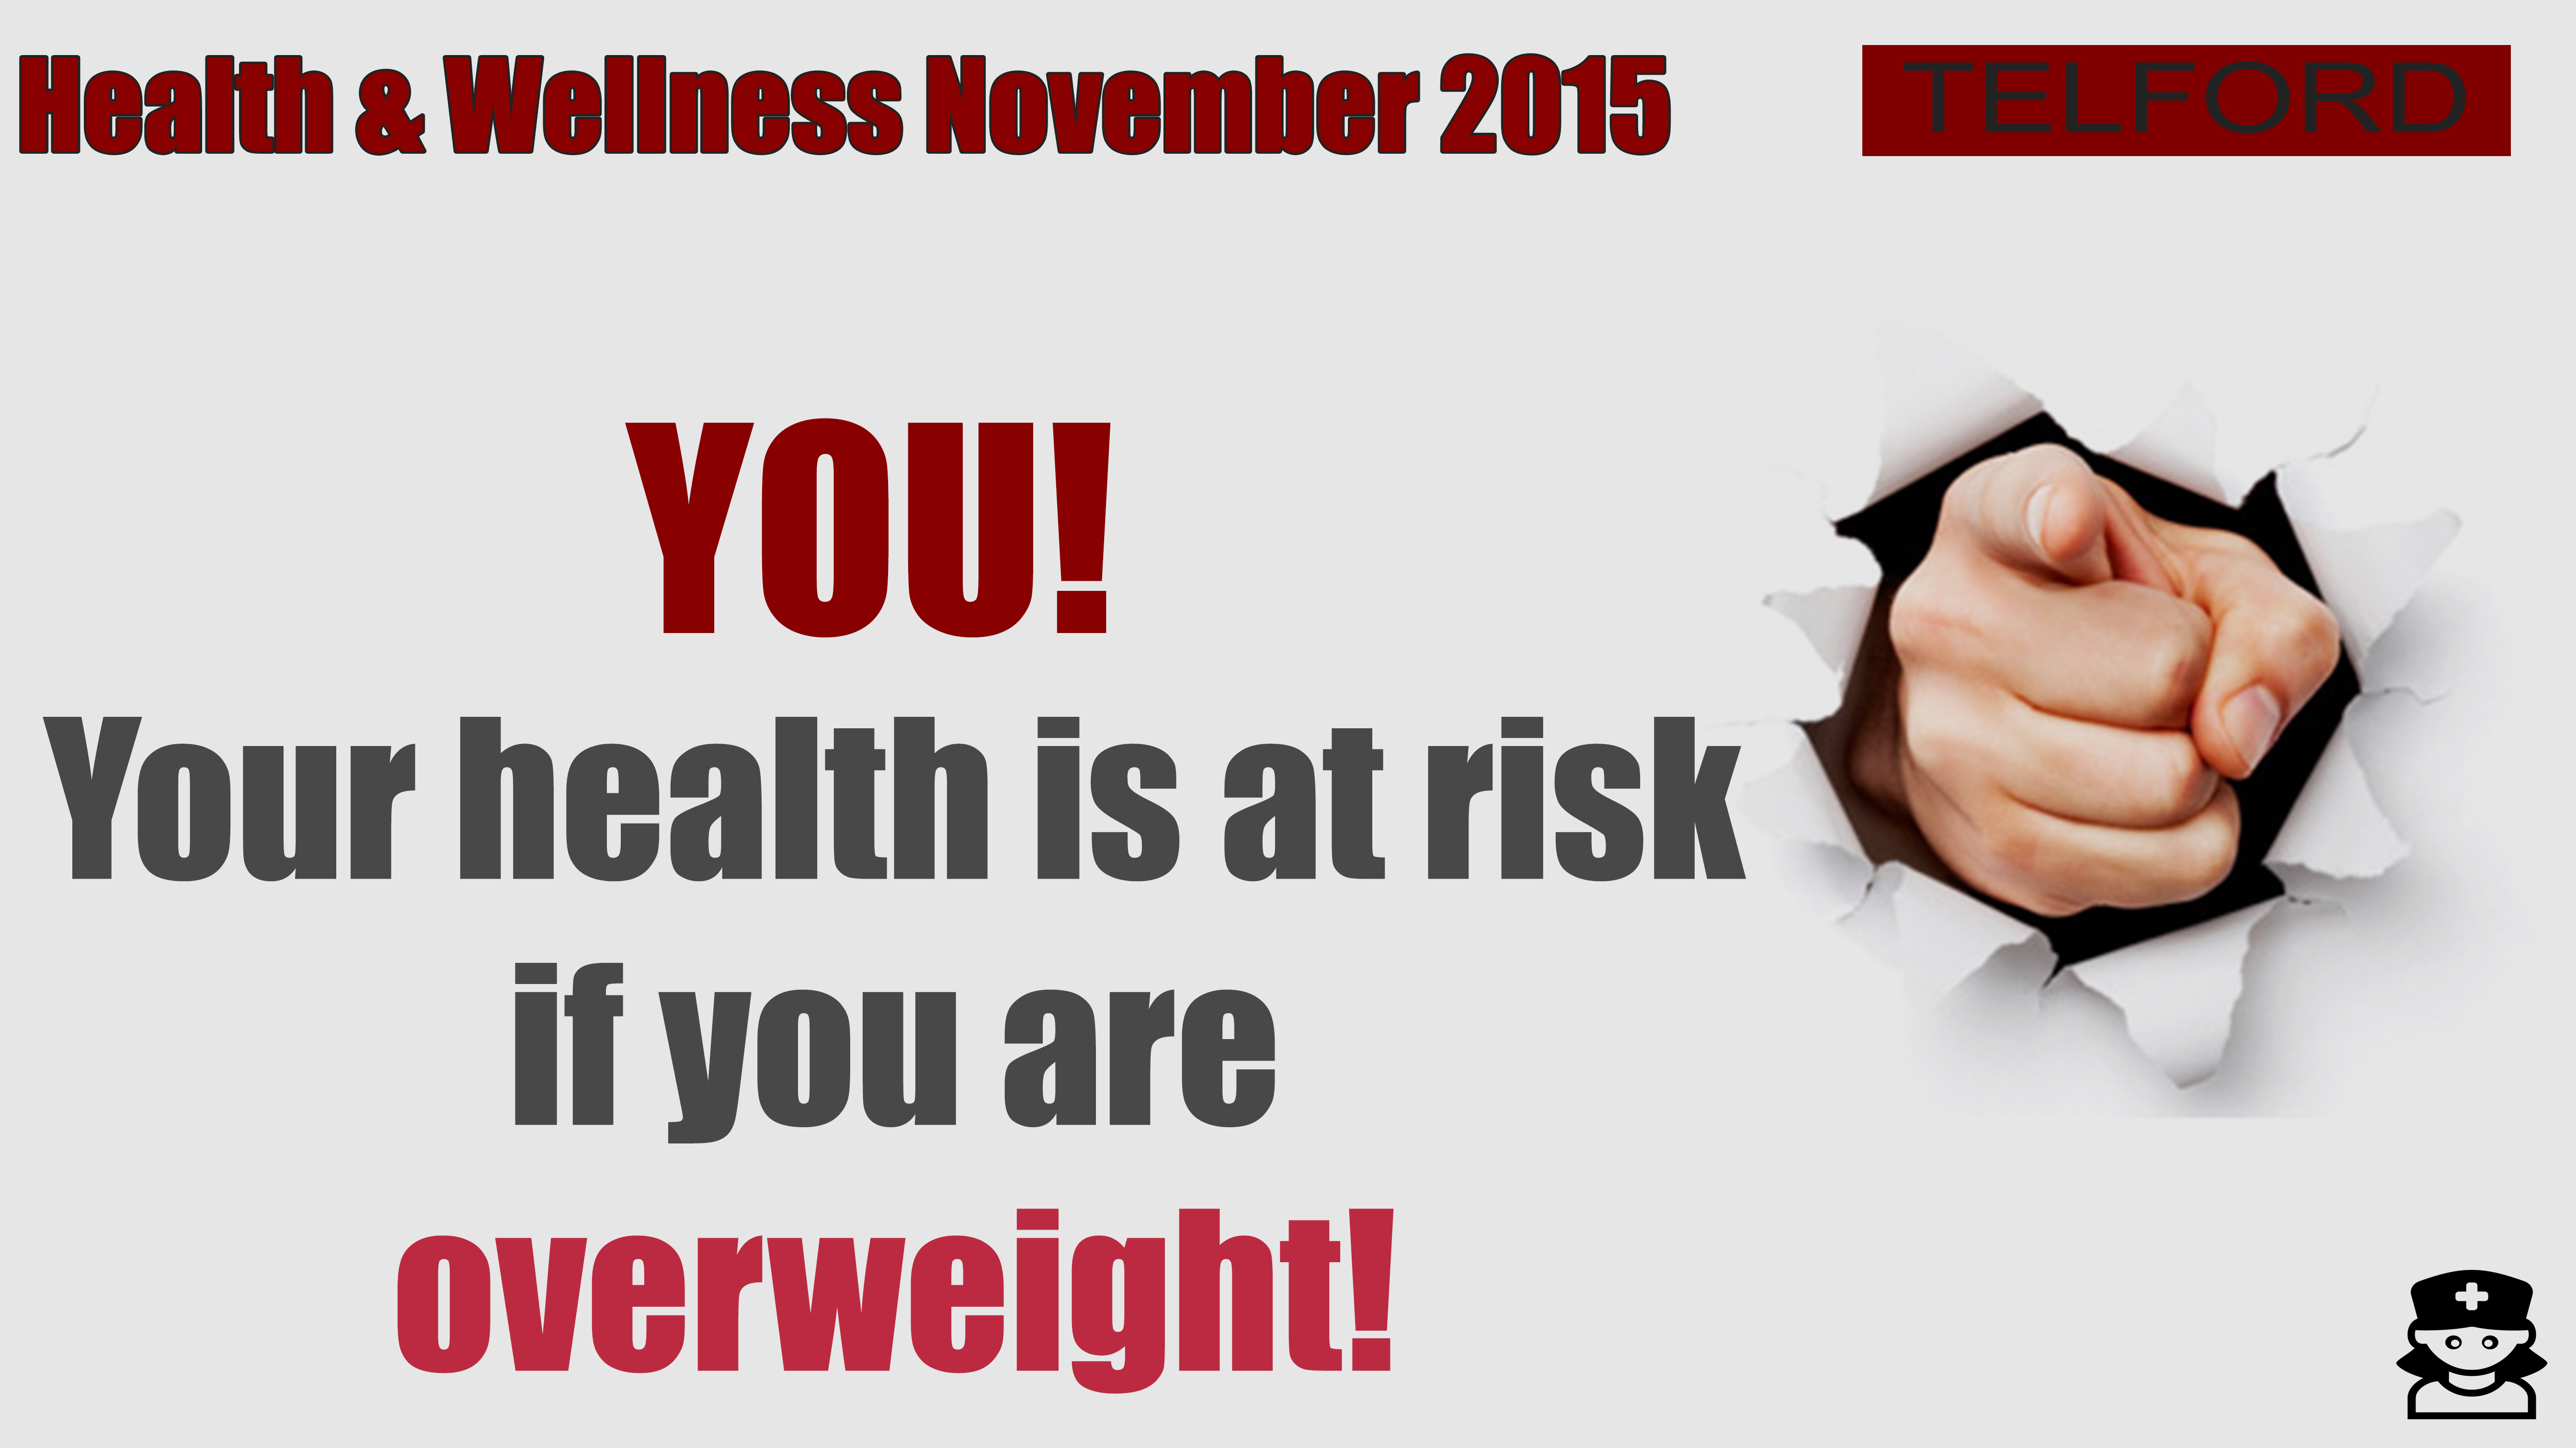 Health & Wellness November 2015
TELFORD
YOU!
Your health is at risk
if you are
overweight!